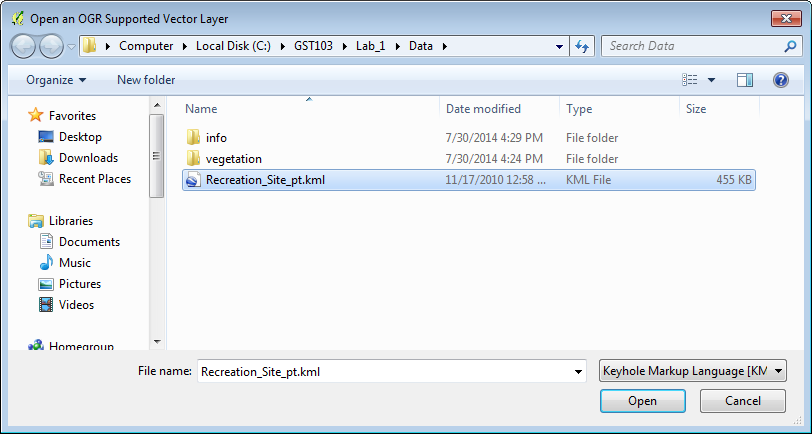 Open an OGR Supported Vector Layer
Computer Local Disk (C:) GST103 Lab_1 Data Search Data
Organize New folder
Favorites
Desktop
Downloads
Recent Places
Libraries
Documents
Music
Pictures
Videos
Homegroup
Name Date modified Type Size
info 7/30/2014 4:29 PM File folder
vegetation 7/30/2014 4:24 PM File folder
Recreation_Site_pt.kml 11/17/2010 12:58 ... KML File 455 KB
File name: Recreation_Site_pt.kml Keyhole Markup Language [KM
Open Cancel